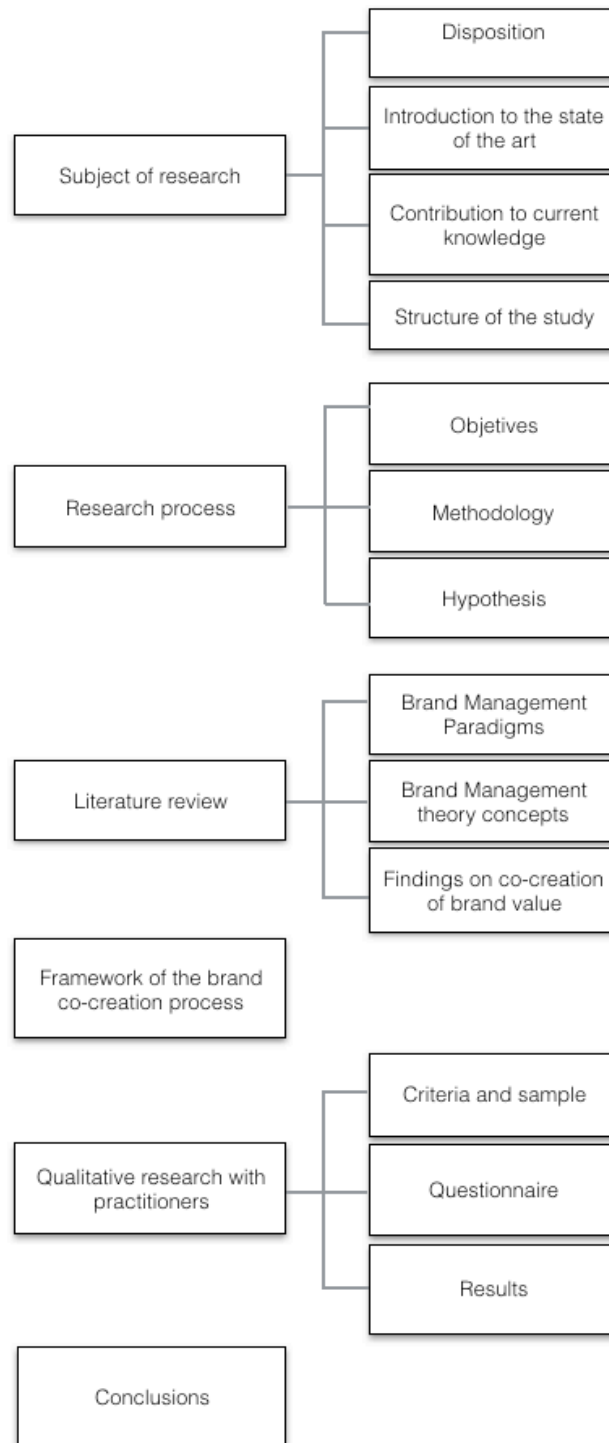 Subject of research
Disposition
Introduction to the state
of the art
Contribution to current
knowledge
Structure of the study
Research process
Objetives
Methodology
Hypothesis
Literature review
Brand Management
Paradigms
Brand Management
theory concepts
Findings on co-creation
of brand value
Framework of the brand
co-creation process
Qualitative research with
practitioners
Criteria and sample
Questionnaire
Results
Conclusions